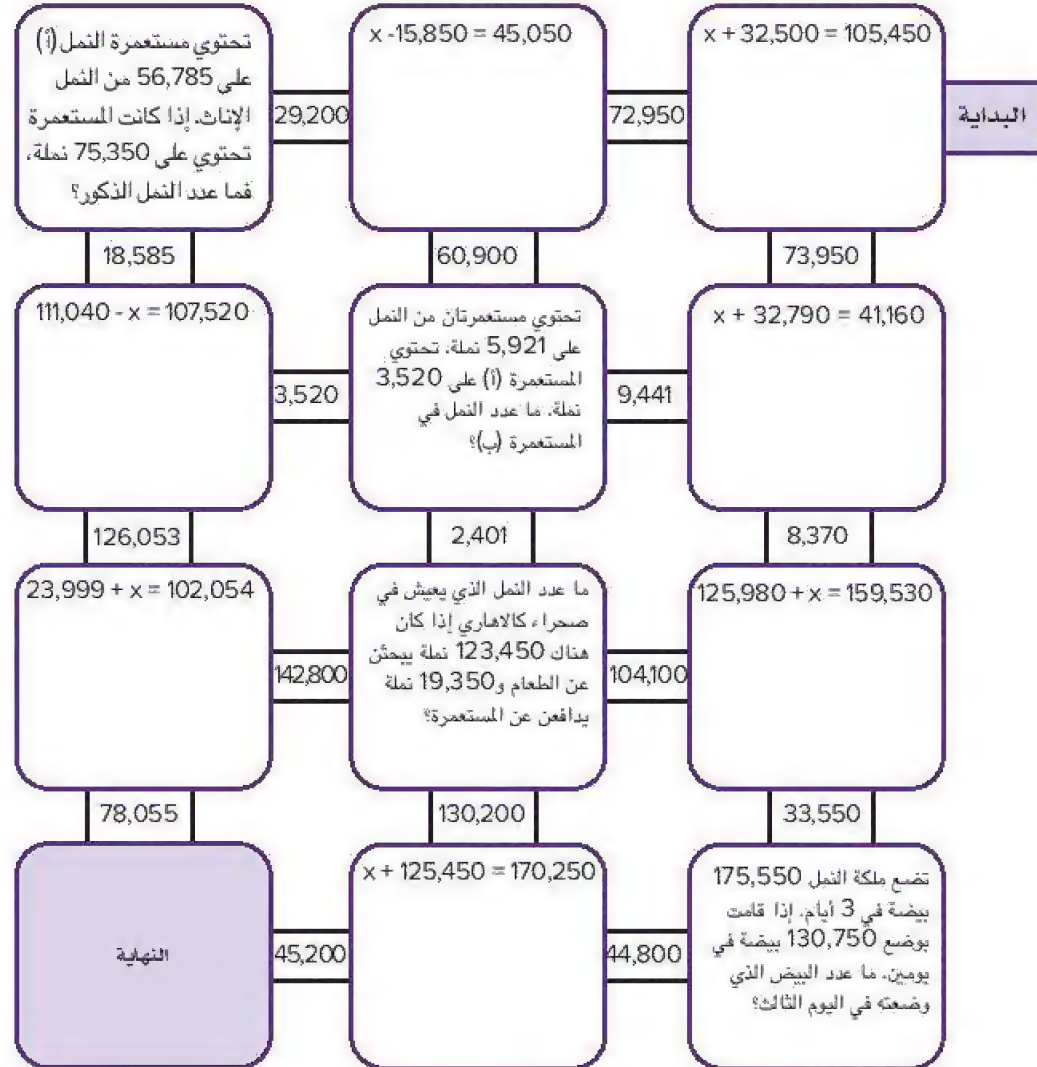 البداية
x + 32,500 = 105,450
72,950
x -15,850 = 45,050
29,200
تحتوي مستعمرة النمل (أ)
على 56,785 من النمل
الإناث. إذا كانت المستعمرة
تحتوي على 75,350 نملة،
فما عدد النمل الذكور؟
73,950
60,900
18,585
x + 32,790 = 41,160
9,441
تحتوي مستعمرتان من النمل
على 5,921 نملة. تحتوي
المستعمرة (أ) على 3,520
نملة. ما عدد النمل في
المستعمرة (ب)؟
3,520
111,040 - x = 107,520
8,370
2,401
126,053
125,980 + x = 159,530
104,100
ما عدد النمل الذي يعيش في
صحراء كالاهاري إذا كان
هناك 123,450 نملة يبحثن
عن الطعام و19,350 نملة
يدافعن عن المستعمرة؟
142,800
23,999 + x = 102,054
33,550
130,200
78,055
تضع ملكة النمل 175,550
بيضة في 3 أيام. إذا قامت
بوضع 130,750 بيضة في
يومين، ما عدد البيض الذي
وضعته في اليوم الثالث؟
44,800
x + 125,450 = 170,250
45,200
النهاية